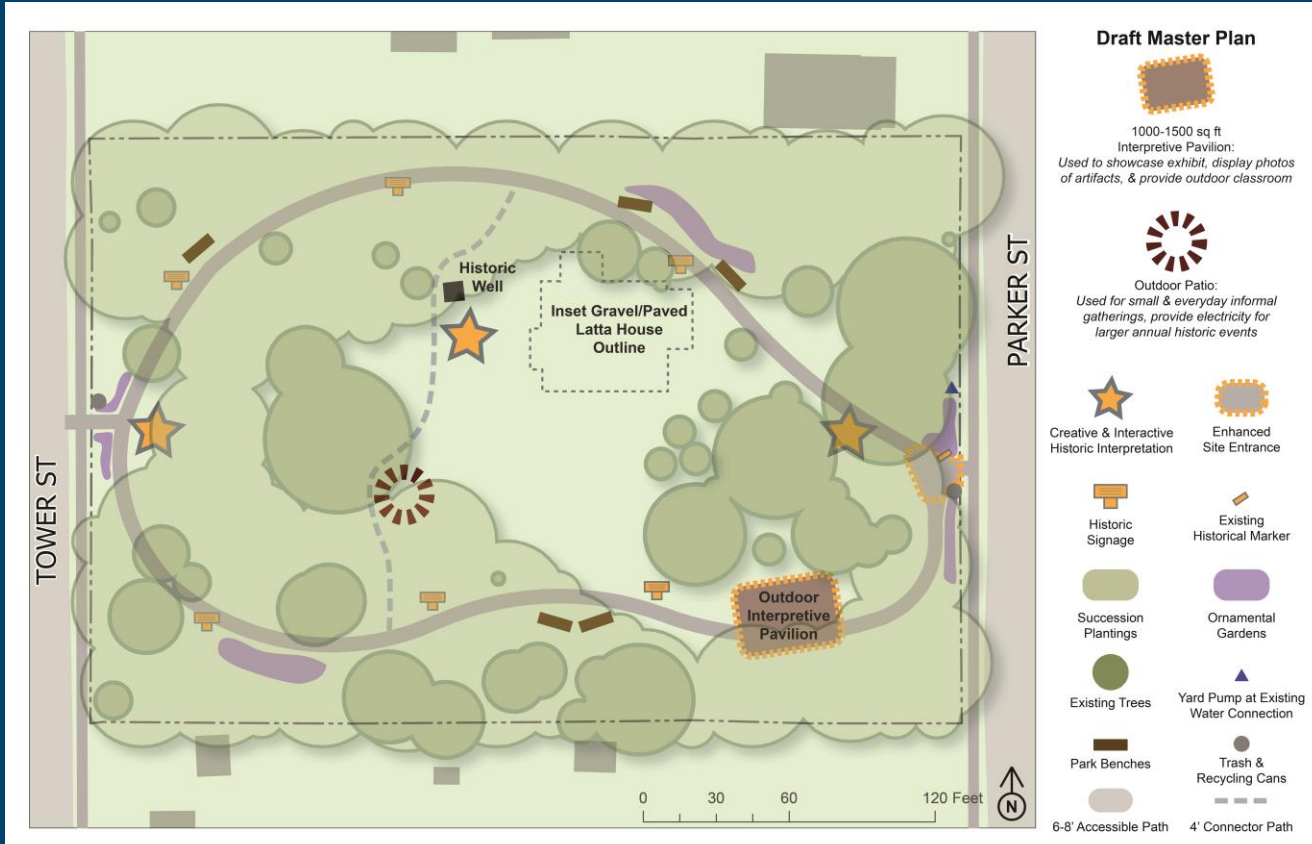 TOWER ST
Historic
Well
Inset Gravel/Paved
Latta House
Outline
Outdoor
Interpretive
Pavilion
0 30 60 120 Feet
N
PARKER ST
Draft Master Plan
1000-1500 sq ft
Interpretive Pavilion:
Used to showcase exhibit, display photos
of artifacts, & provide outdoor classroom
Outdoor Patio:
Used for small & everyday informal
gatherings, provide electricity for
larger annual historic events
Creative & Interactive
Historic Interpretation
Enhanced
Site Entrance
Historic
Signage
Existing
Historical Marker
Succession
Plantings
Ornamental
Gardens
Existing Trees
Yard Pump at Existing
Water Connection
Park Benches
Trash &
Recycling Cans
6-8' Accessible Path
4' Connector Path